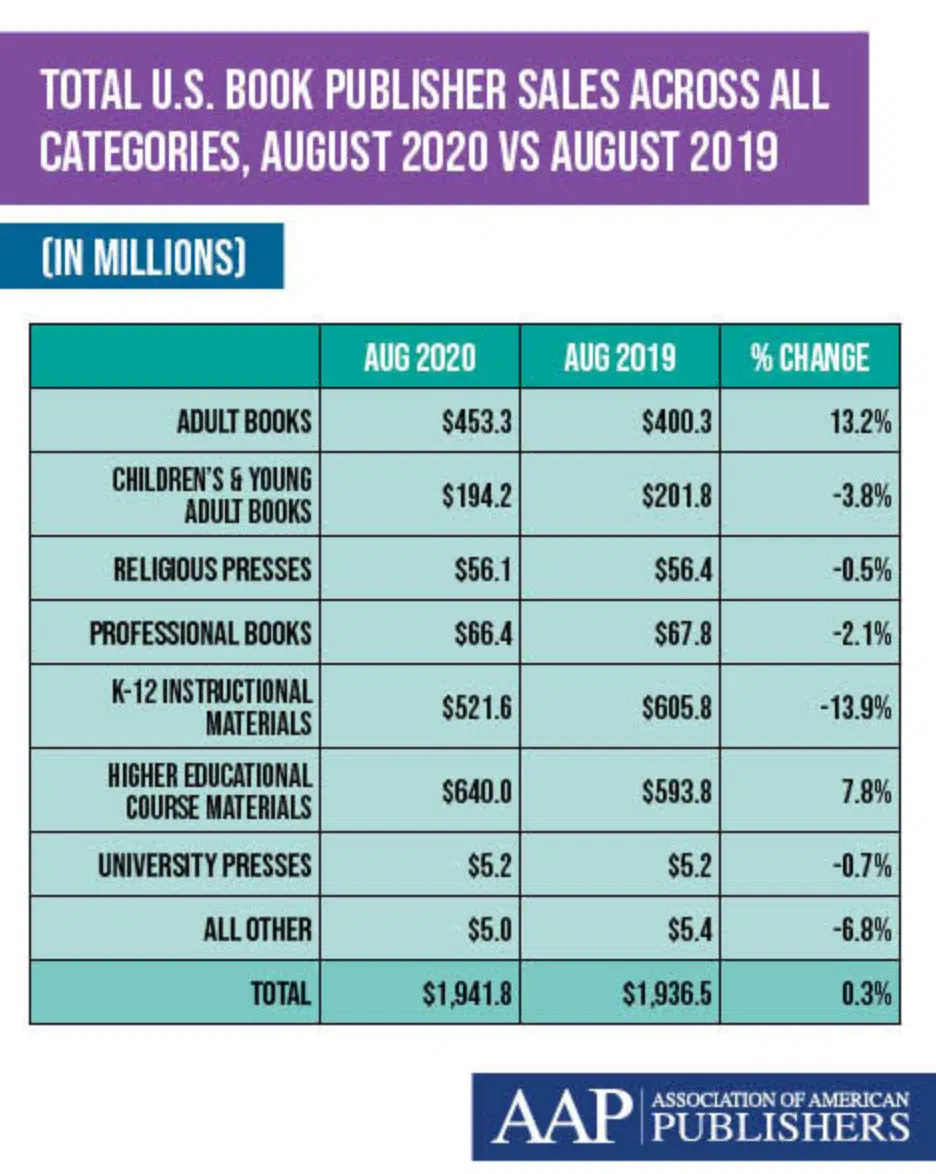 TOTAL U.S. BOOK PUBLISHER SALES ACROSS ALL
CATEGORIES, AUGUST 2020 VS AUGUST 2019
(IN MILLIONS)
AUG 2020 AUG 2019 % CHANGE
ADULT BOOKS $453.3 $400.3 13.2%
CHILDREN'S & YOUNG
ADULT BOOKS $194.2 $201.8 -3.8%
RELIGIOUS PRESSES $56.1 $56.4 -0.5%
PROFESSIONAL BOOKS $66.4 $67.8 -2.1%
K-12 INSTRUCTIONAL
MATERIALS $521.6 $605.8 -13.9%
HIGHER EDUCATIONAL
COURSE MATERIALS $640.0 $593.8 7.8%
UNIVERSITY PRESSES $5.2 $5.2 -0.7%
ALL OTHER $5.0 $5.4 -6.8%
TOTAL $1,941.8 $1,936.5 0.3%
AAP ASSOCIATION OF AMERICAN
PUBLISHERS